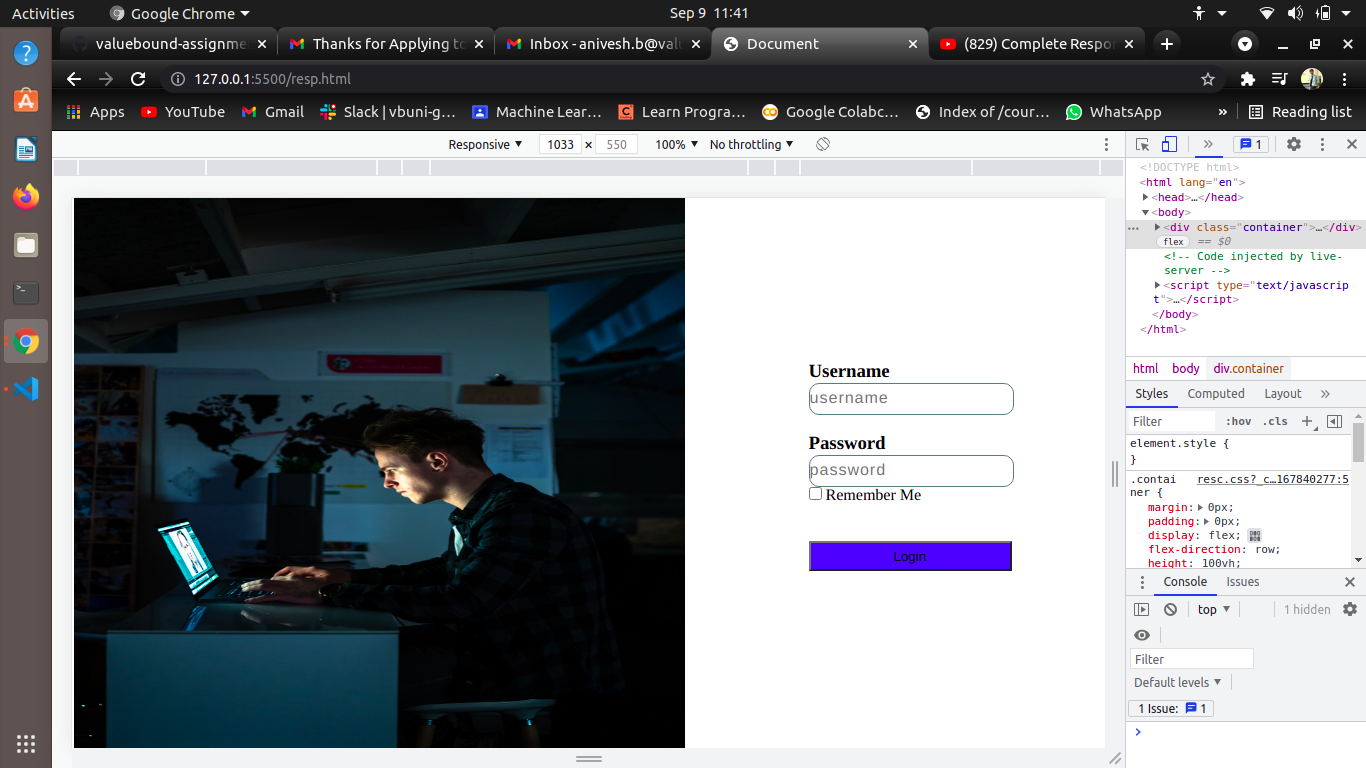 Activities
Google Chrome
Sep 9 11:41
valuebound-assignme
Thanks for Applying to
Inbox - anivesh.b@valu
Document
(829) Complete Respon
127.0.0.1:5500/resp.html
Apps
YouTube
Gmail
Slack | vbuni-g…
Machine Lear…
Learn Progra…
Google Colabc…
Index of /cour…
WhatsApp
»
Reading list
Responsive
1033 × 550
100%
No throttling
» 1
<!DOCTYPE html>
<html lang="en">
<head>…</head>
<body>
… <div class="container">…</div>
flex == $0
<!-- Code injected by live-
server -->
<script type="text/javascrip
t">…</script>
</body>
</html>
html body div.container
Styles Computed Layout »
Filter :hov .cls +
element.style {
}
.contai resc.css?_c…167840277:5
ner {
margin: 0px;
padding: 0px;
display: flex;
flex-direction: row;
height: 100vh;
Console Issues
top 1 hidden
Filter
Default levels
1 Issue: 1
Username
username
Password
password
Remember Me
Login